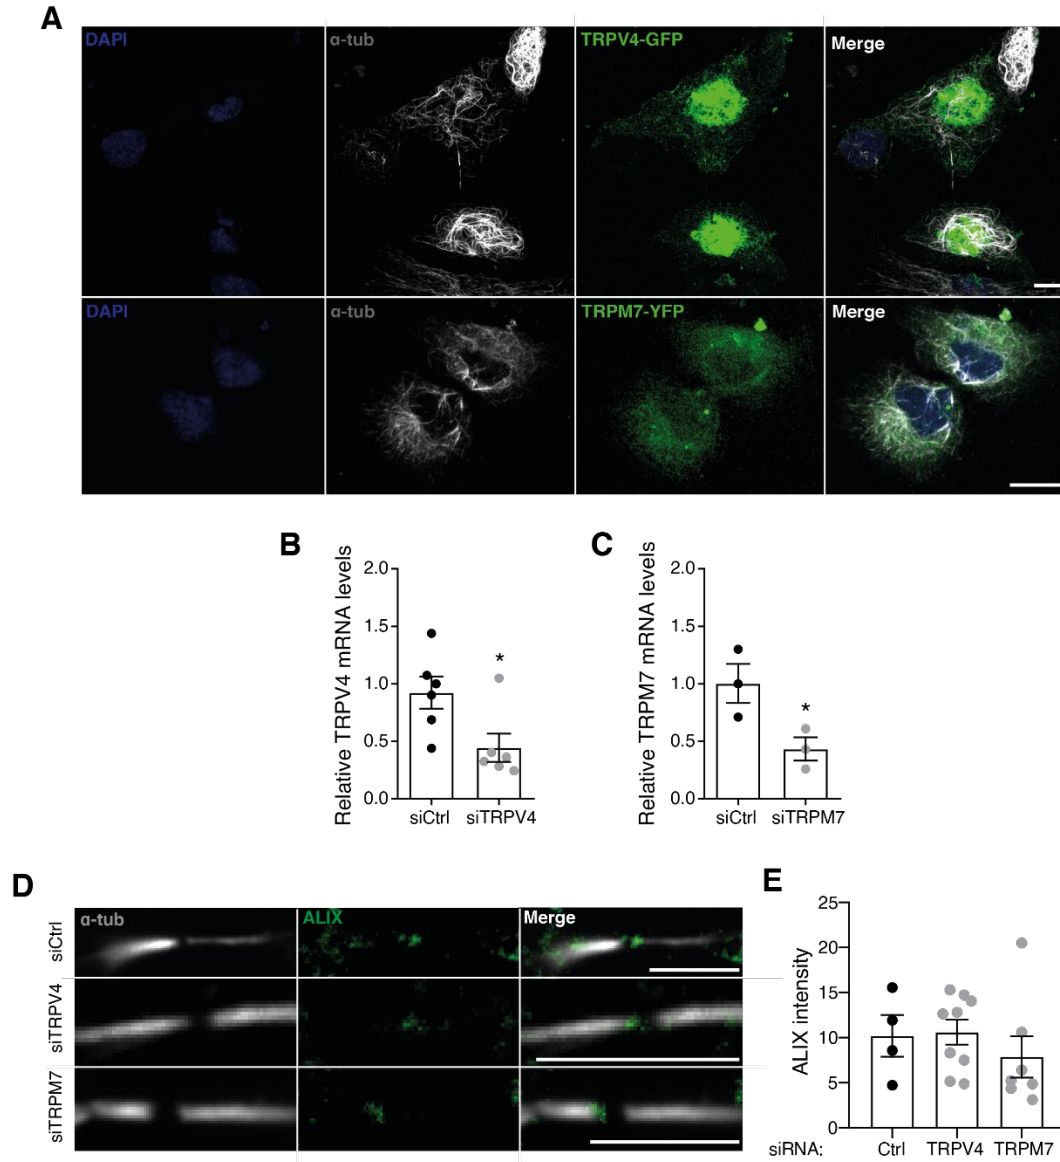 A
DAPI α-tub TRPV4-GFP Merge
DAPI α-tub TRPM7-YFP Merge
B
Relative TRPV4 mRNA levels
2.0
1.5
1.0
0.5
0.0
siCtrl siTRPV4
*
C
Relative TRPM7 mRNA levels
2.0
1.5
1.0
0.5
0.0
siCtrl siTRPM7
*
D
α-tub ALIX Merge
siCtrl
siTRPV4
siTRPM7
E
ALIX intensity
25
20
15
10
5
0
siRNA: Ctrl TRPV4 TRPM7